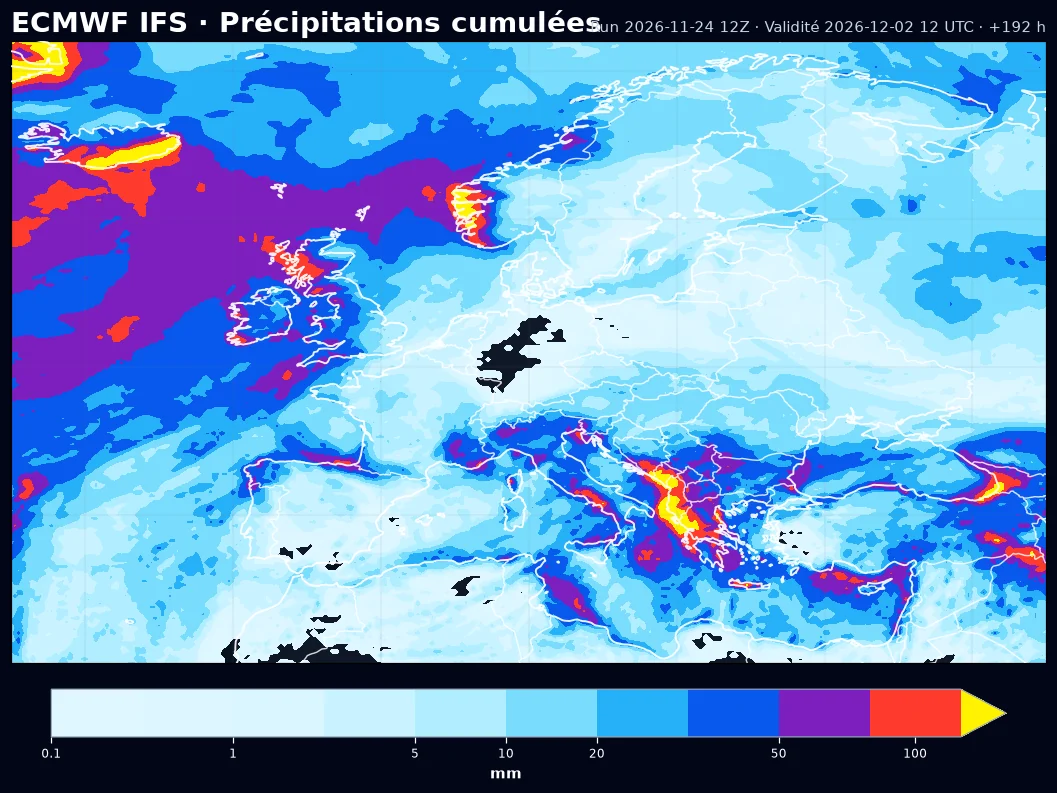 ECMWF IFS · Précipitations cumulées
Run 2026-11-24 12Z · Validité 2026-12-02 12 UTC · +192 h
0.1 1 5 10 20 50 100
mm